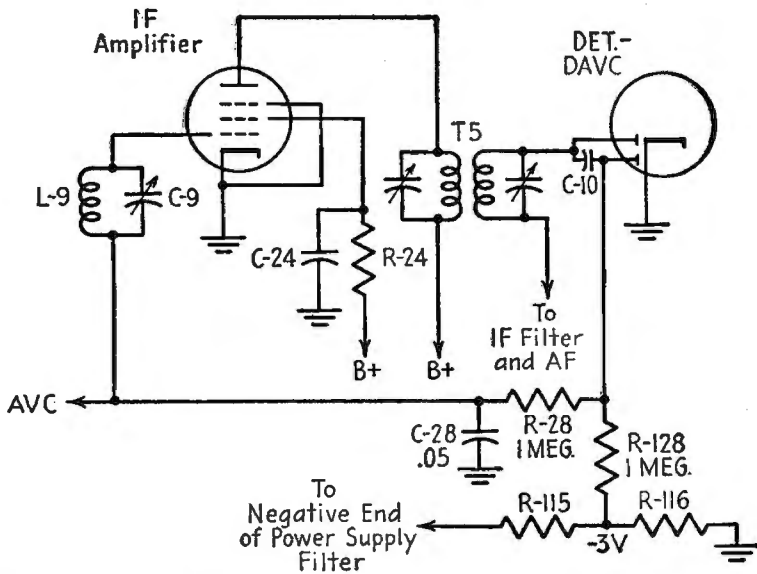 IF
Amplifier
DET.-
DAVC
T5
L-9
C-9
C-10
C-24
R-24
To
IF Filter
and AF
B+
B+
AVC
R-28
1 MEG.
C-28
.05
R-128
1 MEG.
To
Negative End
of Power Supply
Filter
R-115
R-116
-3V